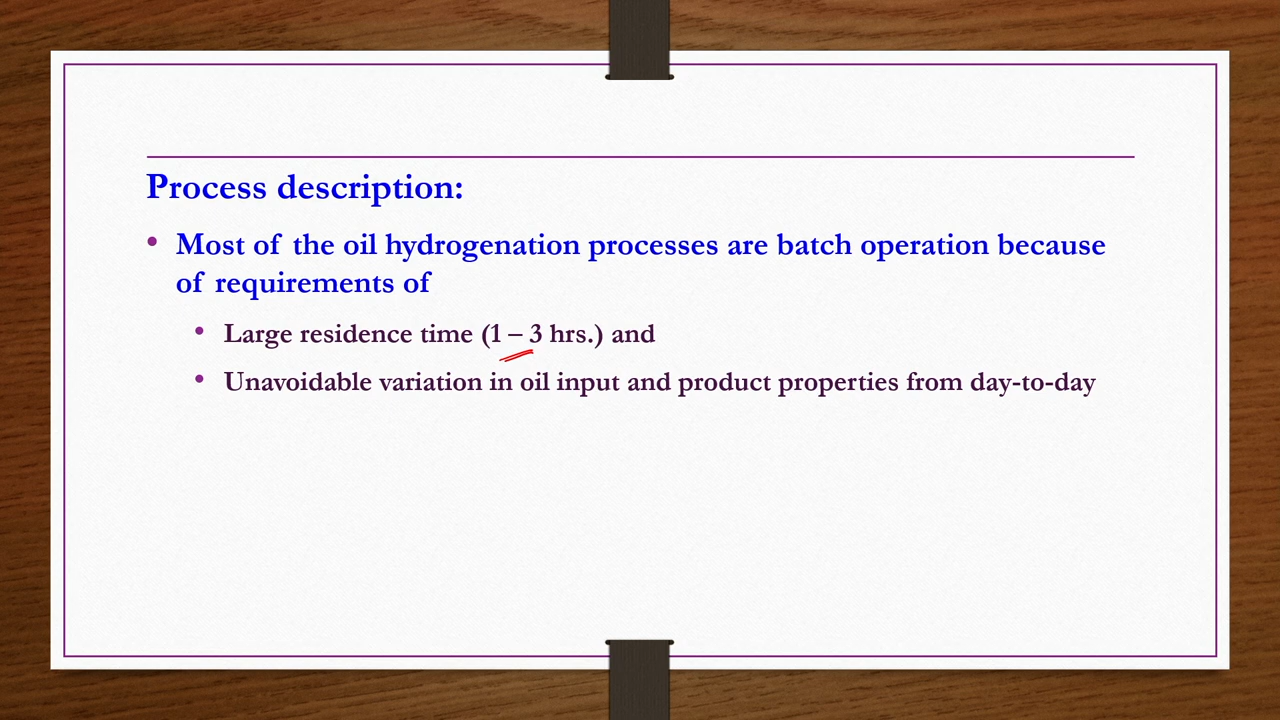 Process description:
• Most of the oil hydrogenation processes are batch operation because
of requirements of
• Large residence time (1 – 3 hrs.) and
• Unavoidable variation in oil input and product properties from day-to-day